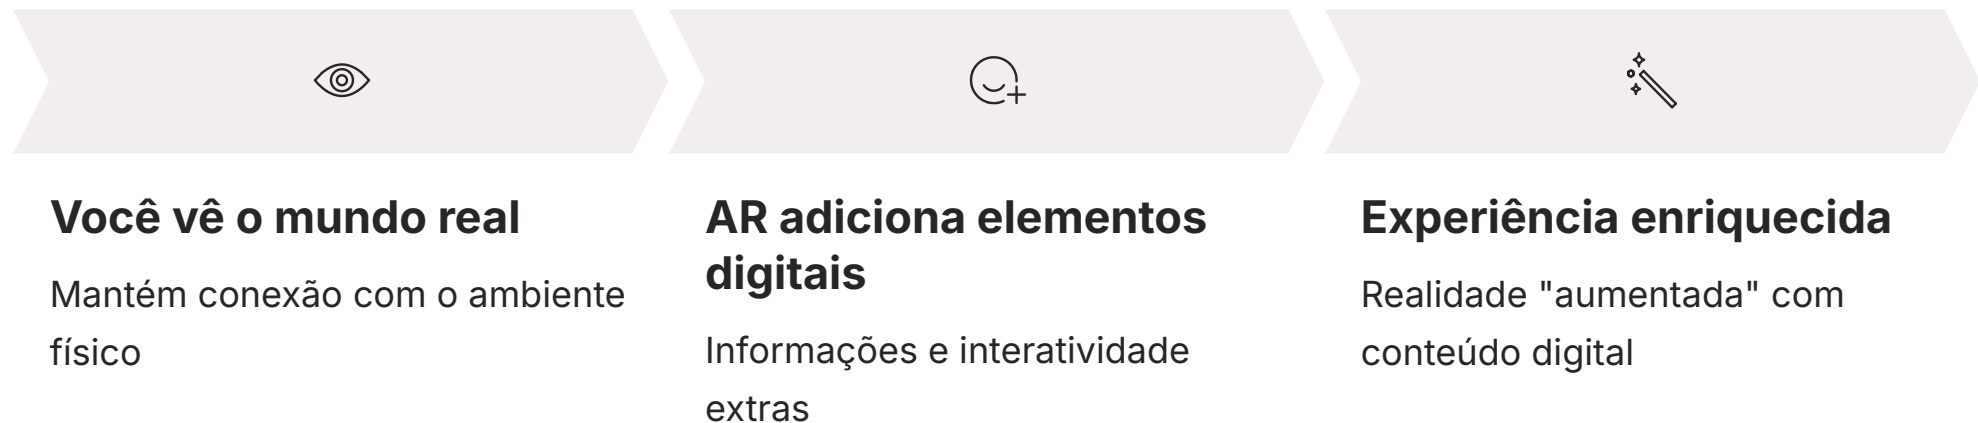 Você vê o mundo real
Mantém conexão com o ambiente
físico
AR adiciona elementos
digitais
Informações e interatividade
extras
Experiência enriquecida
Realidade "aumentada" com
conteúdo digital